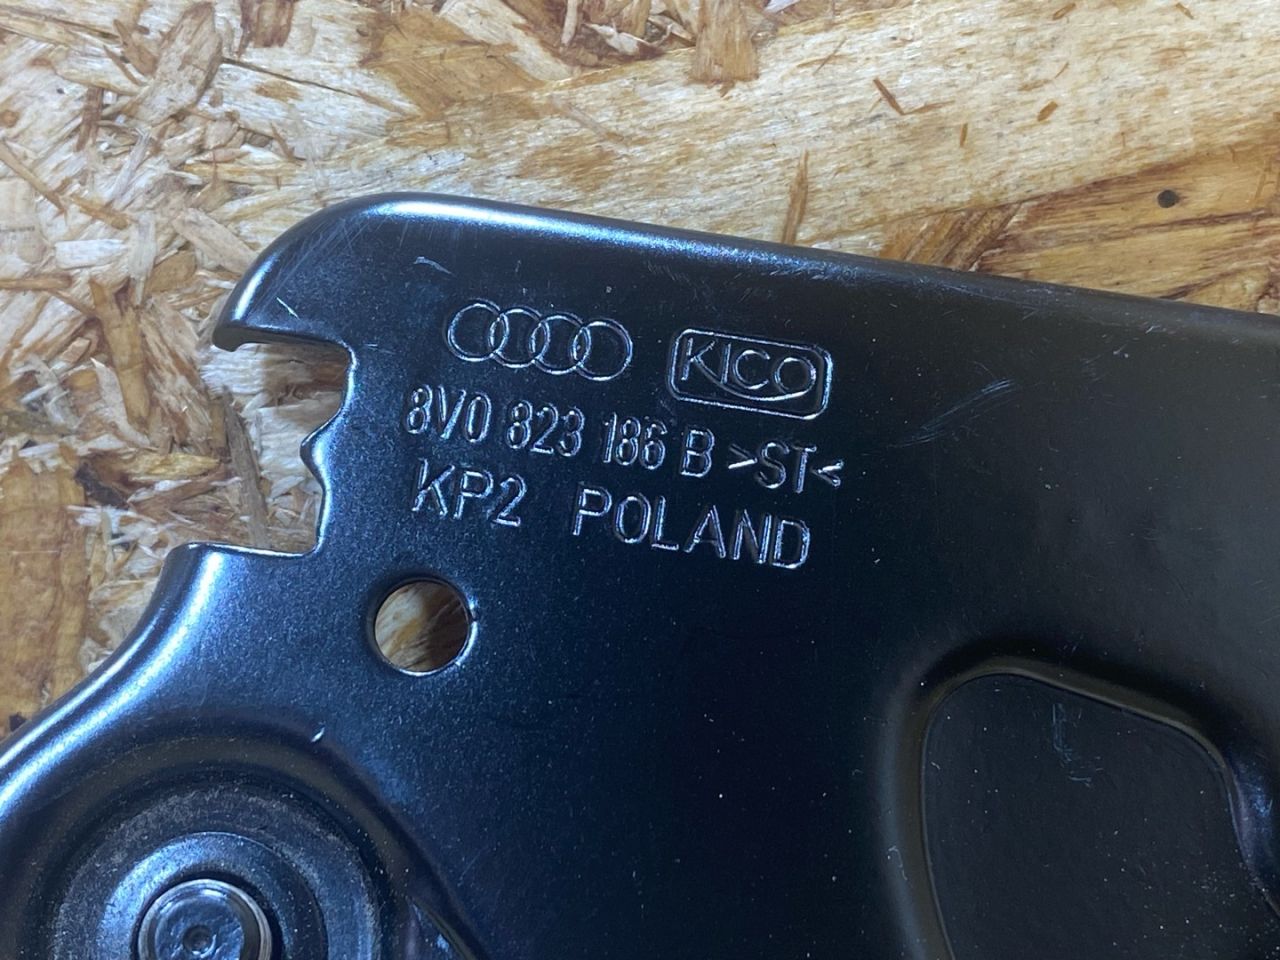 KICO
8V0 823 186 B >ST<
KP2 POLAND